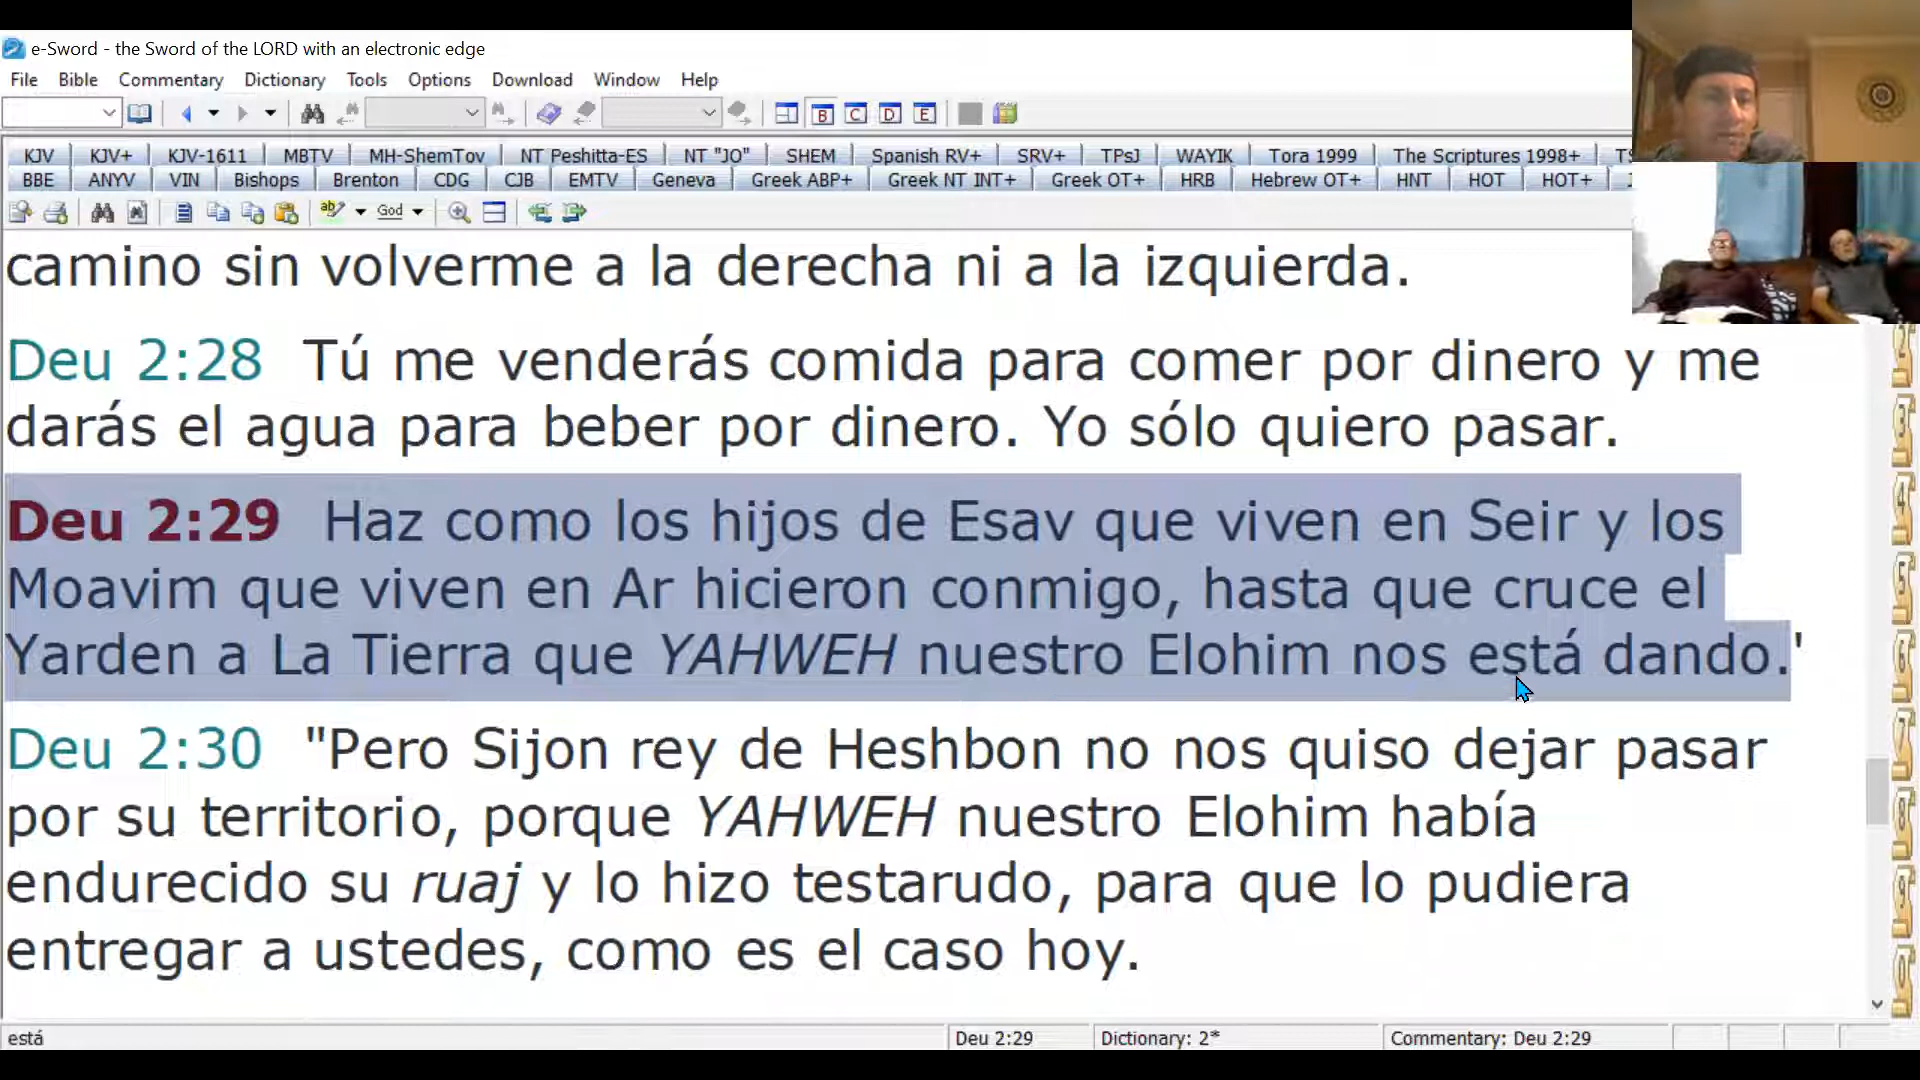 e-Sword - the Sword of the LORD with an electronic edge
File Bible Commentary Dictionary Tools Options Download Window Help
B C D E
KJV KJV+ KJV-1611 MBTV MH-ShemTov NT Peshitta-ES NT "JO" SHEM Spanish RV+ SRV+ TPsJ WAYIK Tora 1999 The Scriptures 1998+
BBE ANYV VIN Bishops Brenton CDG CJB EMTV Geneva Greek ABP+ Greek NT INT+ Greek OT+ HRB Hebrew OT+ HNT HOT HOT+
ab God
camino sin volverme a la derecha ni a la izquierda.
Deu 2:28 Tú me venderás comida para comer por dinero y me
darás el agua para beber por dinero. Yo sólo quiero pasar.
Deu 2:29 Haz como los hijos de Esav que viven en Seir y los
Moavim que viven en Ar hicieron conmigo, hasta que cruce el
Yarden a La Tierra que YAHWEH nuestro Elohim nos está dando.'
Deu 2:30 "Pero Sijon rey de Heshbon no nos quiso dejar pasar
por su territorio, porque YAHWEH nuestro Elohim había
endurecido su ruaj y lo hizo testarudo, para que lo pudiera
entregar a ustedes, como es el caso hoy.
está Deu 2:29 Dictionary: 2* Commentary: Deu 2:29